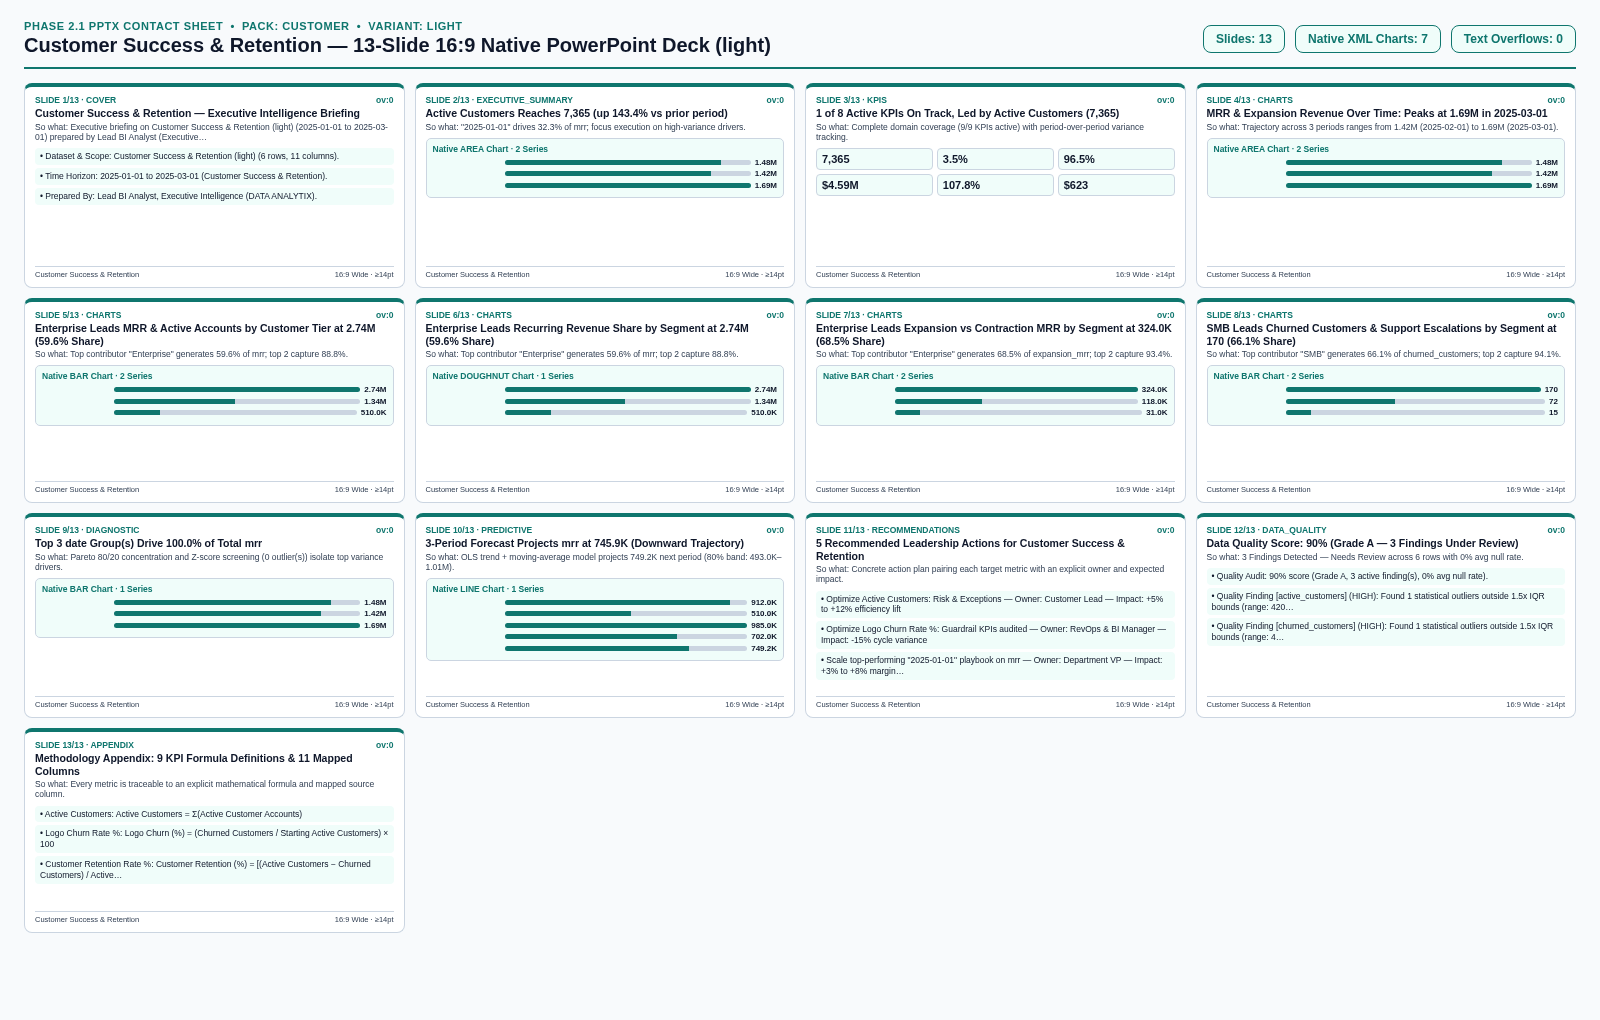 PHASE 2.1 PPTX CONTACT SHEET • PACK: CUSTOMER • VARIANT: LIGHT
Customer Success & Retention — 13-Slide 16:9 Native PowerPoint Deck (light)
Slides: 13
Native XML Charts: 7
Text Overflows: 0
SLIDE 1/13 · COVER
ov:0
Customer Success & Retention — Executive Intelligence Briefing
So what: Executive briefing on Customer Success & Retention (light) (2025-01-01 to 2025-03-
01) prepared by Lead BI Analyst (Executive…
• Dataset & Scope: Customer Success & Retention (light) (6 rows, 11 columns).
• Time Horizon: 2025-01-01 to 2025-03-01 (Customer Success & Retention).
• Prepared By: Lead BI Analyst, Executive Intelligence (DATA ANALYTIX).
Customer Success & Retention
16:9 Wide · ≥14pt
SLIDE 2/13 · EXECUTIVE_SUMMARY
ov:0
Active Customers Reaches 7,365 (up 143.4% vs prior period)
So what: "2025-01-01" drives 32.3% of mrr; focus execution on high-variance drivers.
Native AREA Chart · 2 Series
1.48M
1.42M
1.69M
Customer Success & Retention
16:9 Wide · ≥14pt
SLIDE 3/13 · KPIS
ov:0
1 of 8 Active KPIs On Track, Led by Active Customers (7,365)
So what: Complete domain coverage (9/9 KPIs active) with period-over-period variance
tracking.
7,365
3.5%
96.5%
$4.59M
107.8%
$623
Customer Success & Retention
16:9 Wide · ≥14pt
SLIDE 4/13 · CHARTS
ov:0
MRR & Expansion Revenue Over Time: Peaks at 1.69M in 2025-03-01
So what: Trajectory across 3 periods ranges from 1.42M (2025-02-01) to 1.69M (2025-03-01).
Native AREA Chart · 2 Series
1.48M
1.42M
1.69M
Customer Success & Retention
16:9 Wide · ≥14pt
SLIDE 5/13 · CHARTS
ov:0
Enterprise Leads MRR & Active Accounts by Customer Tier at 2.74M
(59.6% Share)
So what: Top contributor "Enterprise" generates 59.6% of mrr; top 2 capture 88.8%.
Native BAR Chart · 2 Series
2.74M
1.34M
510.0K
Customer Success & Retention
16:9 Wide · ≥14pt
SLIDE 6/13 · CHARTS
ov:0
Enterprise Leads Recurring Revenue Share by Segment at 2.74M
(59.6% Share)
So what: Top contributor "Enterprise" generates 59.6% of mrr; top 2 capture 88.8%.
Native DOUGHNUT Chart · 1 Series
2.74M
1.34M
510.0K
Customer Success & Retention
16:9 Wide · ≥14pt
SLIDE 7/13 · CHARTS
ov:0
Enterprise Leads Expansion vs Contraction MRR by Segment at 324.0K
(68.5% Share)
So what: Top contributor "Enterprise" generates 68.5% of expansion_mrr; top 2 capture 93.4%.
Native BAR Chart · 2 Series
324.0K
118.0K
31.0K
Customer Success & Retention
16:9 Wide · ≥14pt
SLIDE 8/13 · CHARTS
ov:0
SMB Leads Churned Customers & Support Escalations by Segment at
170 (66.1% Share)
So what: Top contributor "SMB" generates 66.1% of churned_customers; top 2 capture 94.1%.
Native BAR Chart · 2 Series
170
72
15
Customer Success & Retention
16:9 Wide · ≥14pt
SLIDE 9/13 · DIAGNOSTIC
ov:0
Top 3 date Group(s) Drive 100.0% of Total mrr
So what: Pareto 80/20 concentration and Z-score screening (0 outlier(s)) isolate top variance
drivers.
Native BAR Chart · 1 Series
1.48M
1.42M
1.69M
Customer Success & Retention
16:9 Wide · ≥14pt
SLIDE 10/13 · PREDICTIVE
ov:0
3-Period Forecast Projects mrr at 745.9K (Downward Trajectory)
So what: OLS trend + moving-average model projects 749.2K next period (80% band: 493.0K–
1.01M).
Native LINE Chart · 1 Series
912.0K
510.0K
985.0K
702.0K
749.2K
Customer Success & Retention
16:9 Wide · ≥14pt
SLIDE 11/13 · RECOMMENDATIONS
ov:0
5 Recommended Leadership Actions for Customer Success &
Retention
So what: Concrete action plan pairing each target metric with an explicit owner and expected
impact.
• Optimize Active Customers: Risk & Exceptions — Owner: Customer Lead — Impact: +5%
to +12% efficiency lift
• Optimize Logo Churn Rate %: Guardrail KPIs audited — Owner: RevOps & BI Manager —
Impact: -15% cycle variance
• Scale top-performing "2025-01-01" playbook on mrr — Owner: Department VP — Impact:
+3% to +8% margin…
Customer Success & Retention
16:9 Wide · ≥14pt
SLIDE 12/13 · DATA_QUALITY
ov:0
Data Quality Score: 90% (Grade A — 3 Findings Under Review)
So what: 3 Findings Detected — Needs Review across 6 rows with 0% avg null rate.
• Quality Audit: 90% score (Grade A, 3 active finding(s), 0% avg null rate).
• Quality Finding [active_customers] (HIGH): Found 1 statistical outliers outside 1.5x IQR
bounds (range: 420…
• Quality Finding [churned_customers] (HIGH): Found 1 statistical outliers outside 1.5x IQR
bounds (range: 4…
Customer Success & Retention
16:9 Wide · ≥14pt
SLIDE 13/13 · APPENDIX
ov:0
Methodology Appendix: 9 KPI Formula Definitions & 11 Mapped
Columns
So what: Every metric is traceable to an explicit mathematical formula and mapped source
column.
• Active Customers: Active Customers = Σ(Active Customer Accounts)
• Logo Churn Rate %: Logo Churn (%) = (Churned Customers / Starting Active Customers) ×
100
• Customer Retention Rate %: Customer Retention (%) = [(Active Customers − Churned
Customers) / Active…
Customer Success & Retention
16:9 Wide · ≥14pt